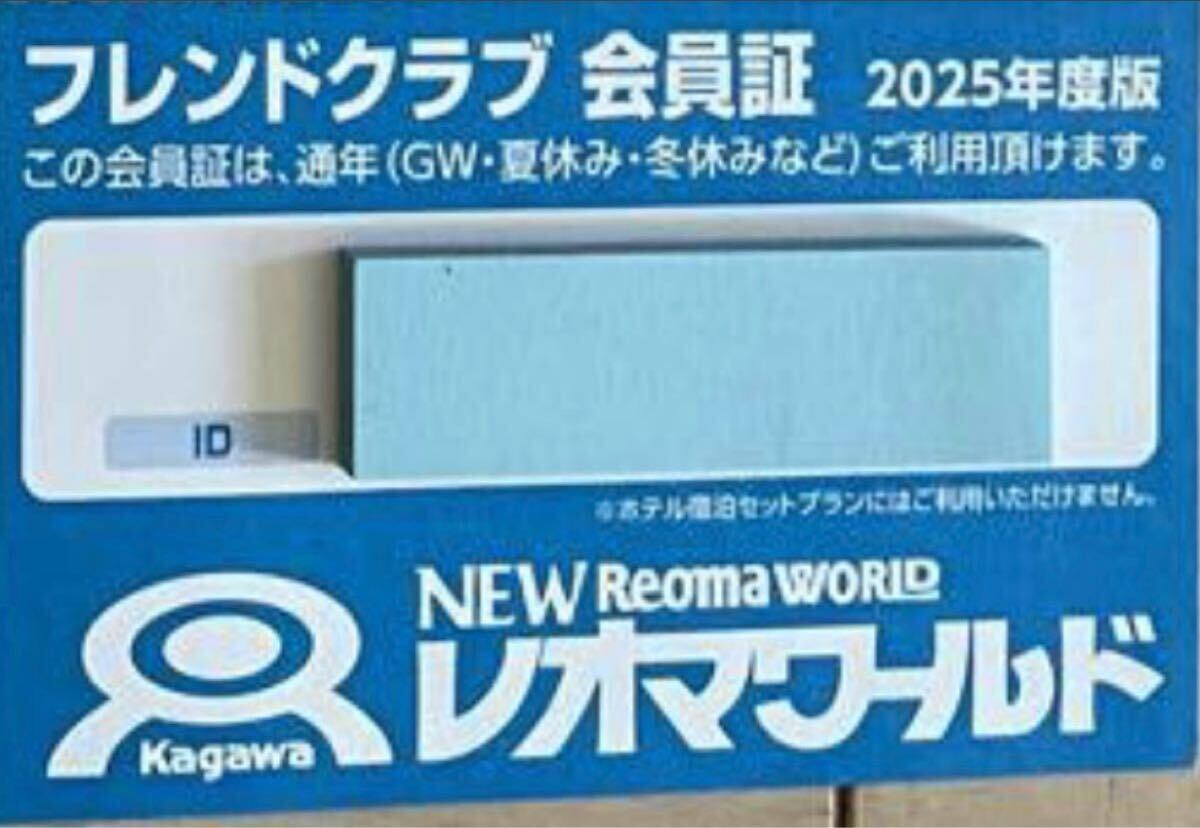 フレンドクラブ 会員証 2025年度版
この会員証は、通年(GW・夏休み・冬休みなど)ご利用頂けます。
ID
※ホテル宿泊セットプランにはご利用いただけません。
NEW Reoma WORLD
レオマワールド
Kagawa